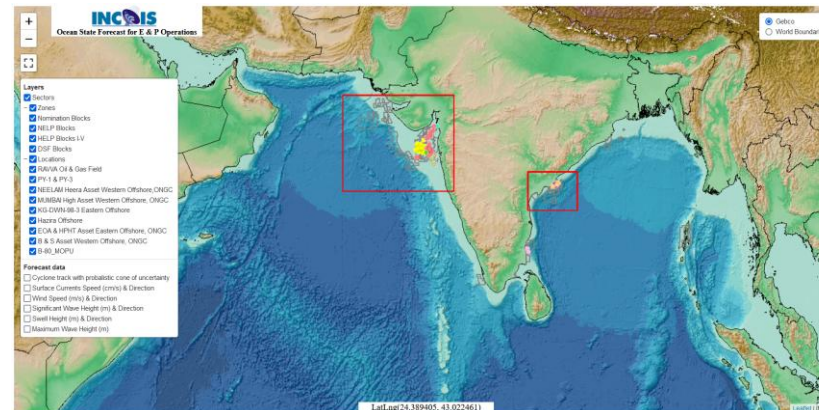 INCOIS
Ocean State Forecast for E & P Operations
+
−
Gebco
World Boundari
Layers
Sectors
− Zones
Nomination Blocks
NELP Blocks
HELP Blocks I-V
DSF Blocks
− Locations
RAVVA Oil & Gas Field
PY-1 & PY-3
NEELAM Heera Asset Western Offshore,ONGC
MUMBAI High Asset Western Offshore, ONGC
KG-DWN-98-3 Eastern Offshore
Hazira Offshore
EOA & HPHT Asset Eastern Offshore, ONGC
B & S Asset Western Offshore, ONGC
B-80_MOPU
Forecast data
Cyclone track with probalistic cone of uncertainty
Surface Currents Speed (cm/s) & Direction
Wind Speed (m/s) & Direction
Significant Wave Height (m) & Direction
Swell Height (m) & Direction
Maximum Wave Height (m)
LatLng(24.389405, 43.022461)
Leaflet